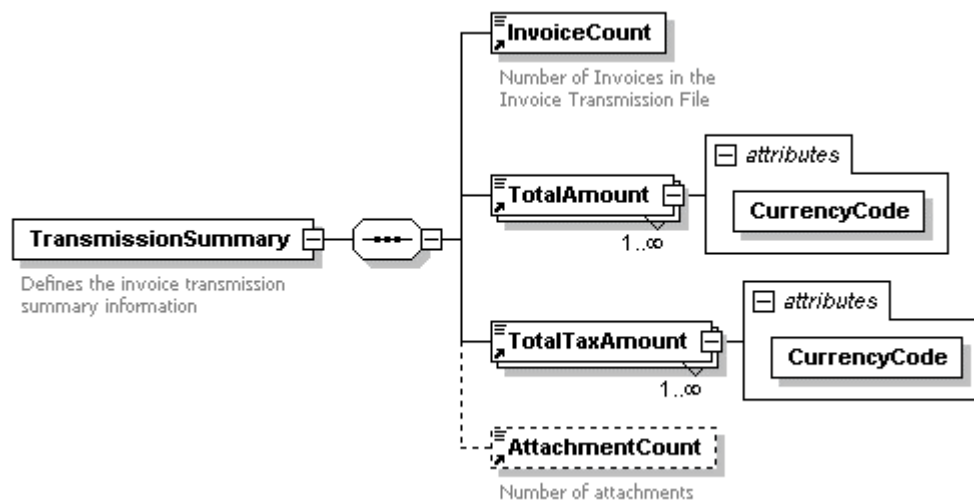 InvoiceCount
Number of Invoices in the
Invoice Transmission File
attributes
TotalAmount
CurrencyCode
1..∞
TransmissionSummary
Defines the invoice transmission
summary information
attributes
TotalTaxAmount
CurrencyCode
1..∞
AttachmentCount
Number of attachments